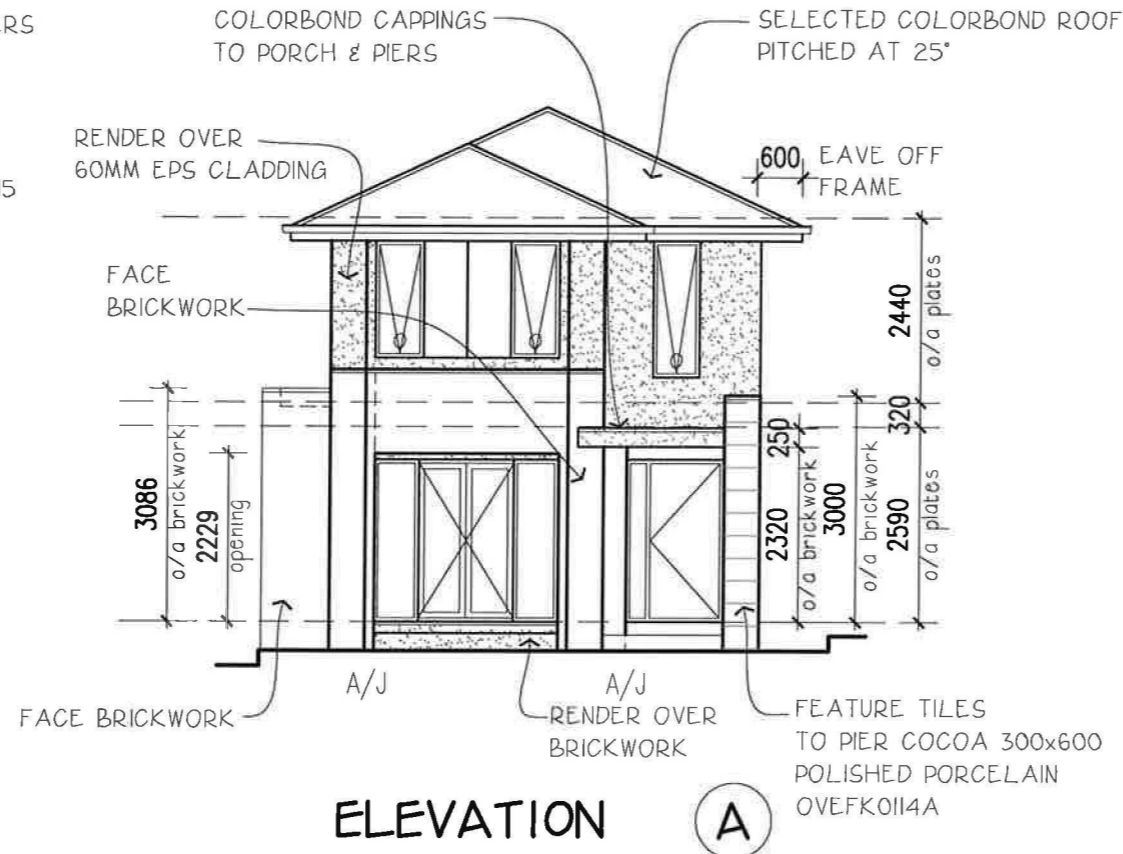 ERS
COLORBOND CAPPINGS
TO PORCH & PIERS
SELECTED COLORBOND ROOF
PITCHED AT 25°
RENDER OVER
60MM EPS CLADDING
15
600
EAVE OFF
FRAME
FACE
BRICKWORK
2440
o/a plates
320
2590
o/a plates
250
2320
o/a brickwork
3000
o/a brickwork
3086
o/a brickwork
2229
opening
A/J
A/J
FACE BRICKWORK
RENDER OVER
BRICKWORK
FEATURE TILES
TO PIER COCOA 300x600
POLISHED PORCELAIN
OVEFK0114A
ELEVATION A